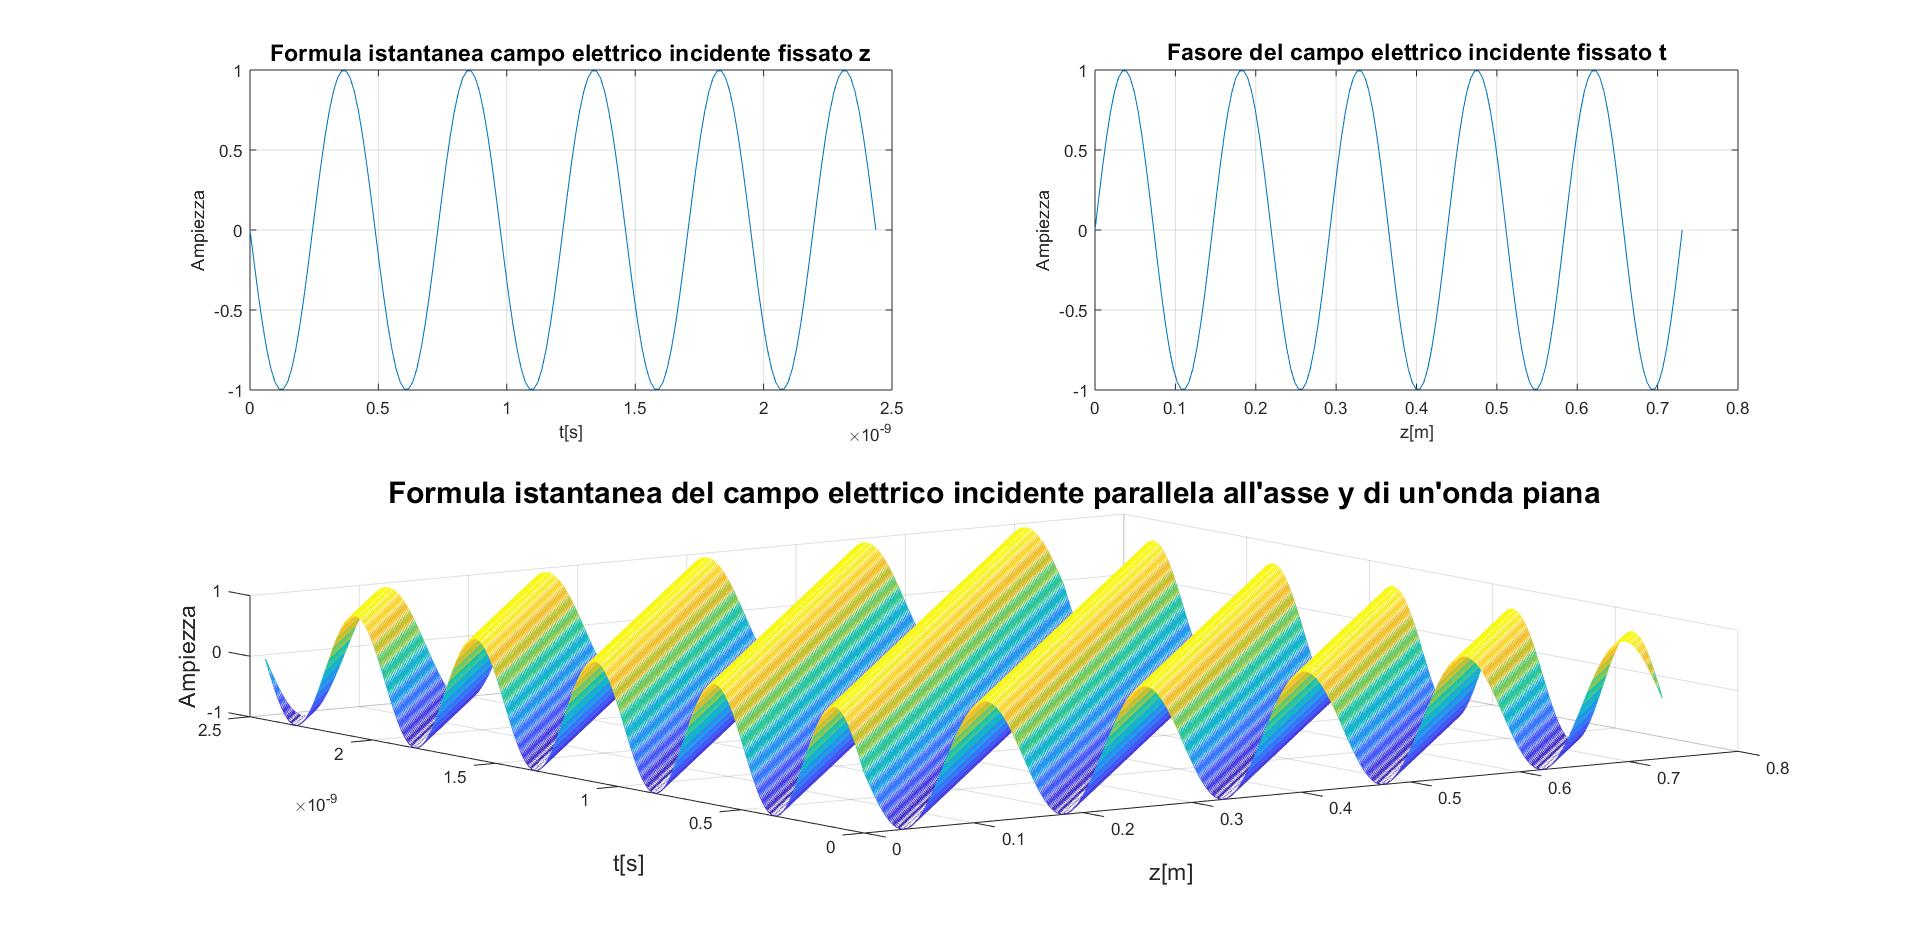 Formula istantanea campo elettrico incidente fissato z
Ampiezza
1
0.5
0
-0.5
-1
0 0.5 1 1.5 2 2.5
t[s]
×10-9
Fasore del campo elettrico incidente fissato t
Ampiezza
1
0.5
0
-0.5
-1
0 0.1 0.2 0.3 0.4 0.5 0.6 0.7 0.8
z[m]
Formula istantanea del campo elettrico incidente parallela all'asse y di un'onda piana
Ampiezza
1
0
-1
2.5 2 1.5 1 0.5 0
×10-9
t[s]
0 0.1 0.2 0.3 0.4 0.5 0.6 0.7 0.8
z[m]